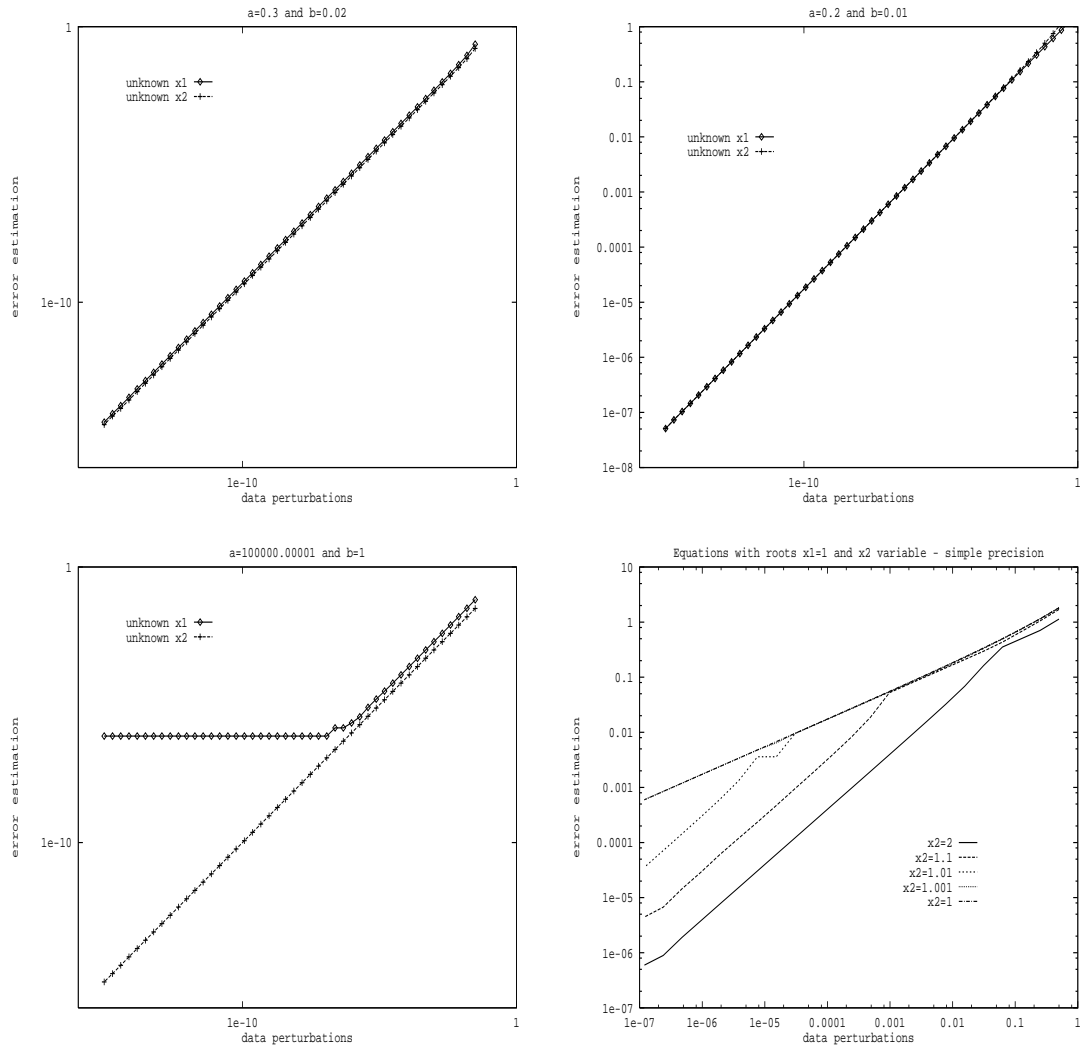 a=0.3 and b=0.02
1
unknown x1
unknown x2
error estimation
1e-10
1e-10
1
data perturbations
a=0.2 and b=0.01
1
0.1
0.01
0.001
0.0001
1e-05
1e-06
1e-07
1e-08
unknown x1
unknown x2
error estimation
1e-10
1
data perturbations
a=100000.00001 and b=1
1
unknown x1
unknown x2
error estimation
1e-10
1e-10
1
data perturbations
Equations with roots x1=1 and x2 variable - simple precision
10
1
0.1
0.01
0.001
0.0001
1e-05
1e-06
1e-07
error estimation
x2=2
x2=1.1
x2=1.01
x2=1.001
x2=1
1e-07
1e-06
1e-05
0.0001
0.001
0.01
0.1
1
data perturbations